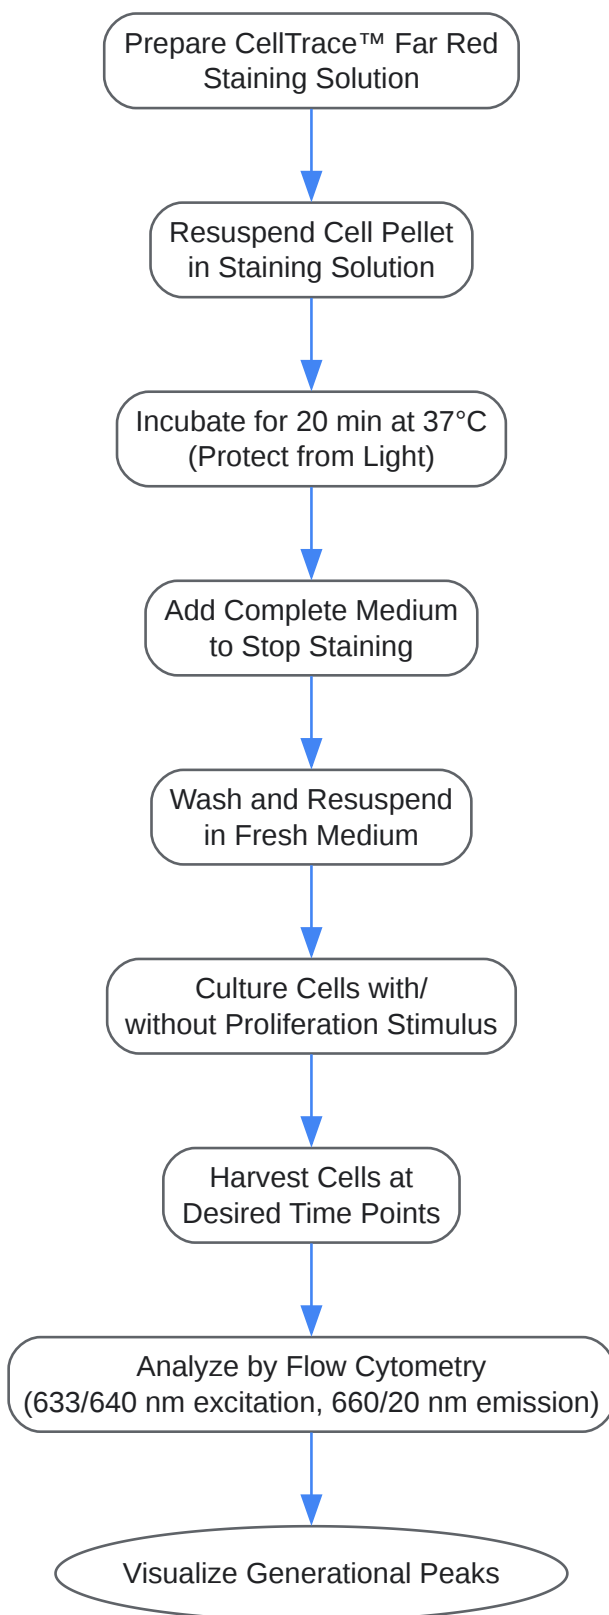 Prepare CellTrace™ Far Red
Staining Solution
Resuspend Cell Pellet
in Staining Solution
Incubate for 20 min at 37°C
(Protect from Light)
Add Complete Medium
to Stop Staining
Wash and Resuspend
in Fresh Medium
Culture Cells with/
without Proliferation Stimulus
Harvest Cells at
Desired Time Points
Analyze by Flow Cytometry
(633/640 nm excitation, 660/20 nm emission)
Visualize Generational Peaks